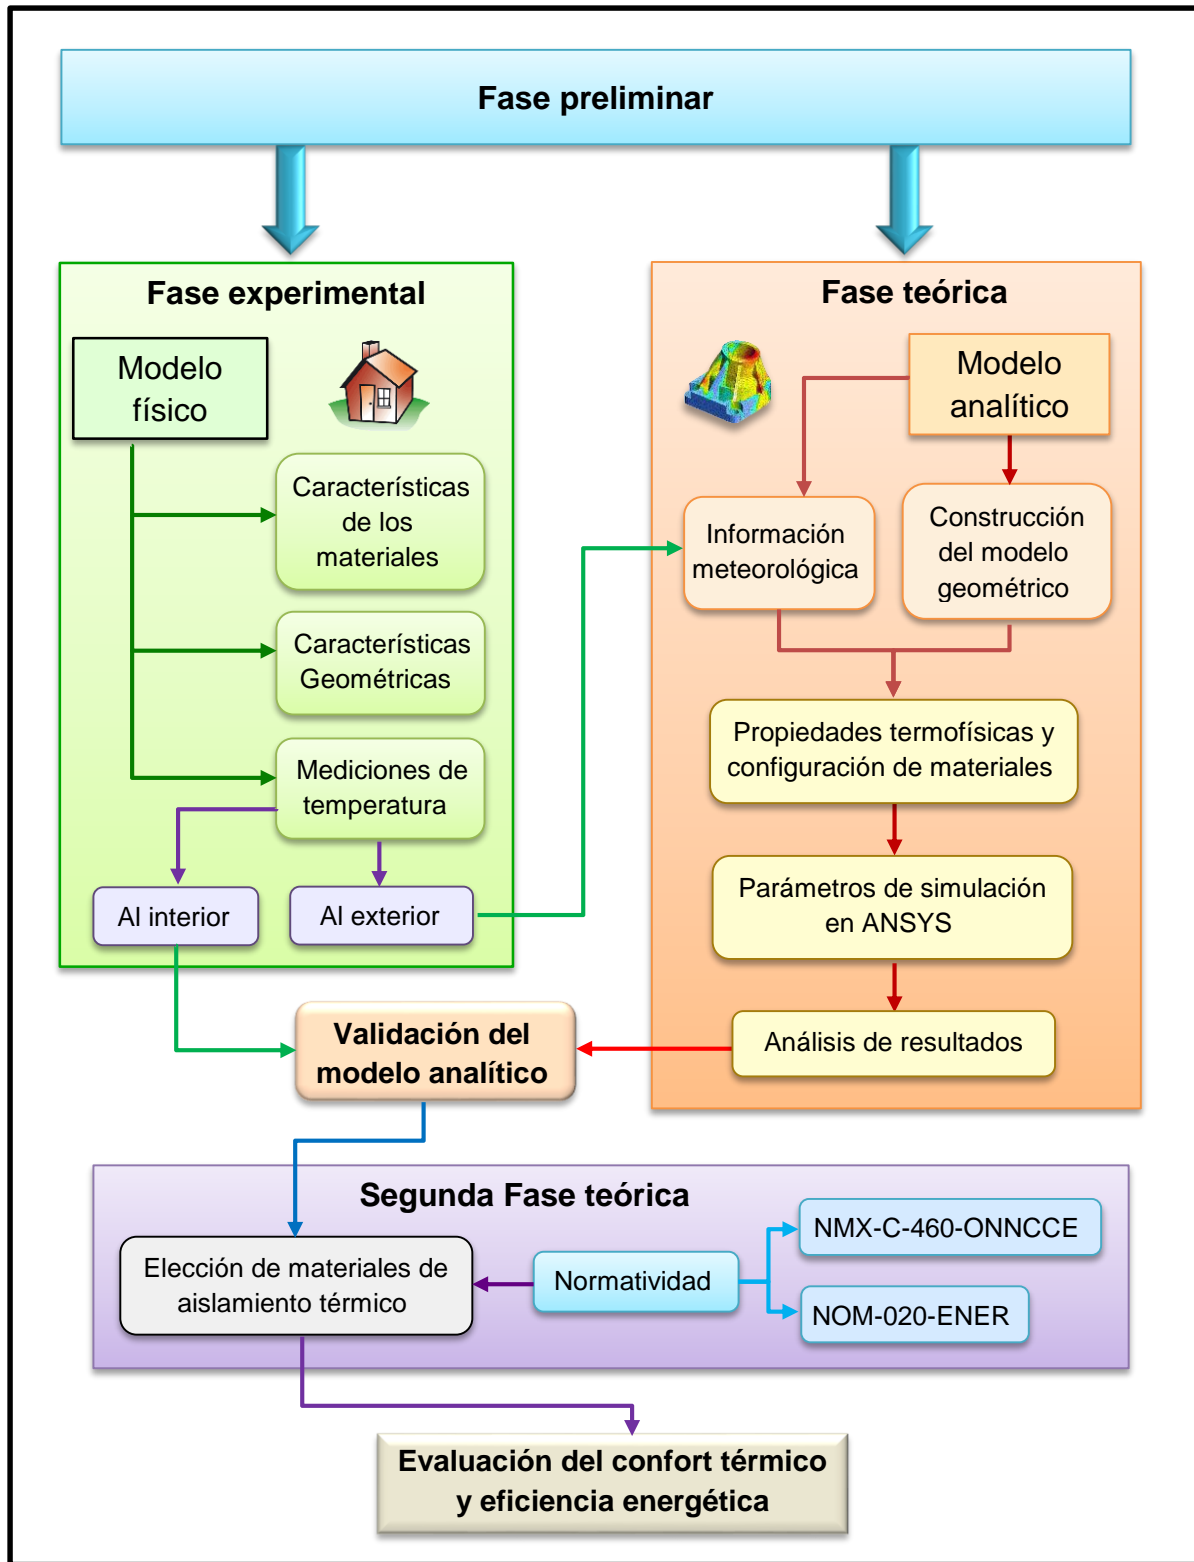 Fase preliminar
Fase experimental
Modelo
físico
Características
de los
materiales
Características
Geométricas
Mediciones de
temperatura
Al interior
Al exterior
Fase teórica
Modelo
analítico
Información
meteorológica
Construcción
del modelo
geométrico
Propiedades termofísicas y
configuración de materiales
Parámetros de simulación
en ANSYS
Análisis de resultados
Validación del
modelo analítico
Segunda Fase teórica
Elección de materiales de
aislamiento térmico
Normatividad
NMX-C-460-ONNCCE
NOM-020-ENER
Evaluación del confort térmico
y eficiencia energética